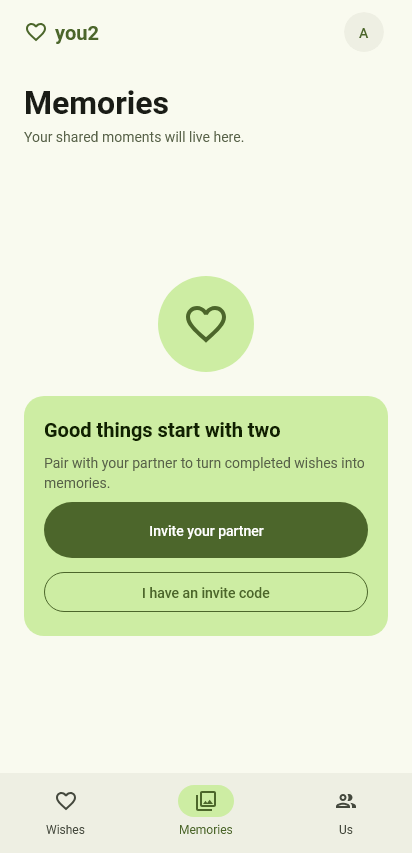 you2
A
Memories
Your shared moments will live here.
Good things start with two
Pair with your partner to turn completed wishes into
memories.
Invite your partner
I have an invite code
Wishes
Memories
Us